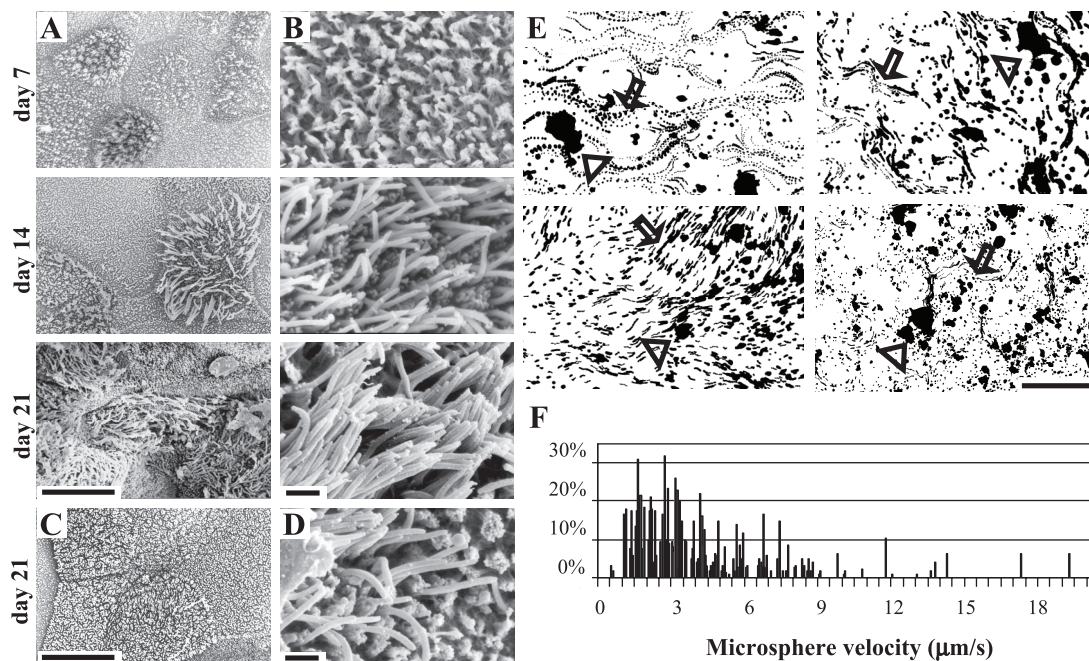 A
B
day 7
day 14
day 21
C
D
day 21
E
F
30%
20%
10%
0%
0 3 6 9 12 15 18
Microsphere velocity (μm/s)